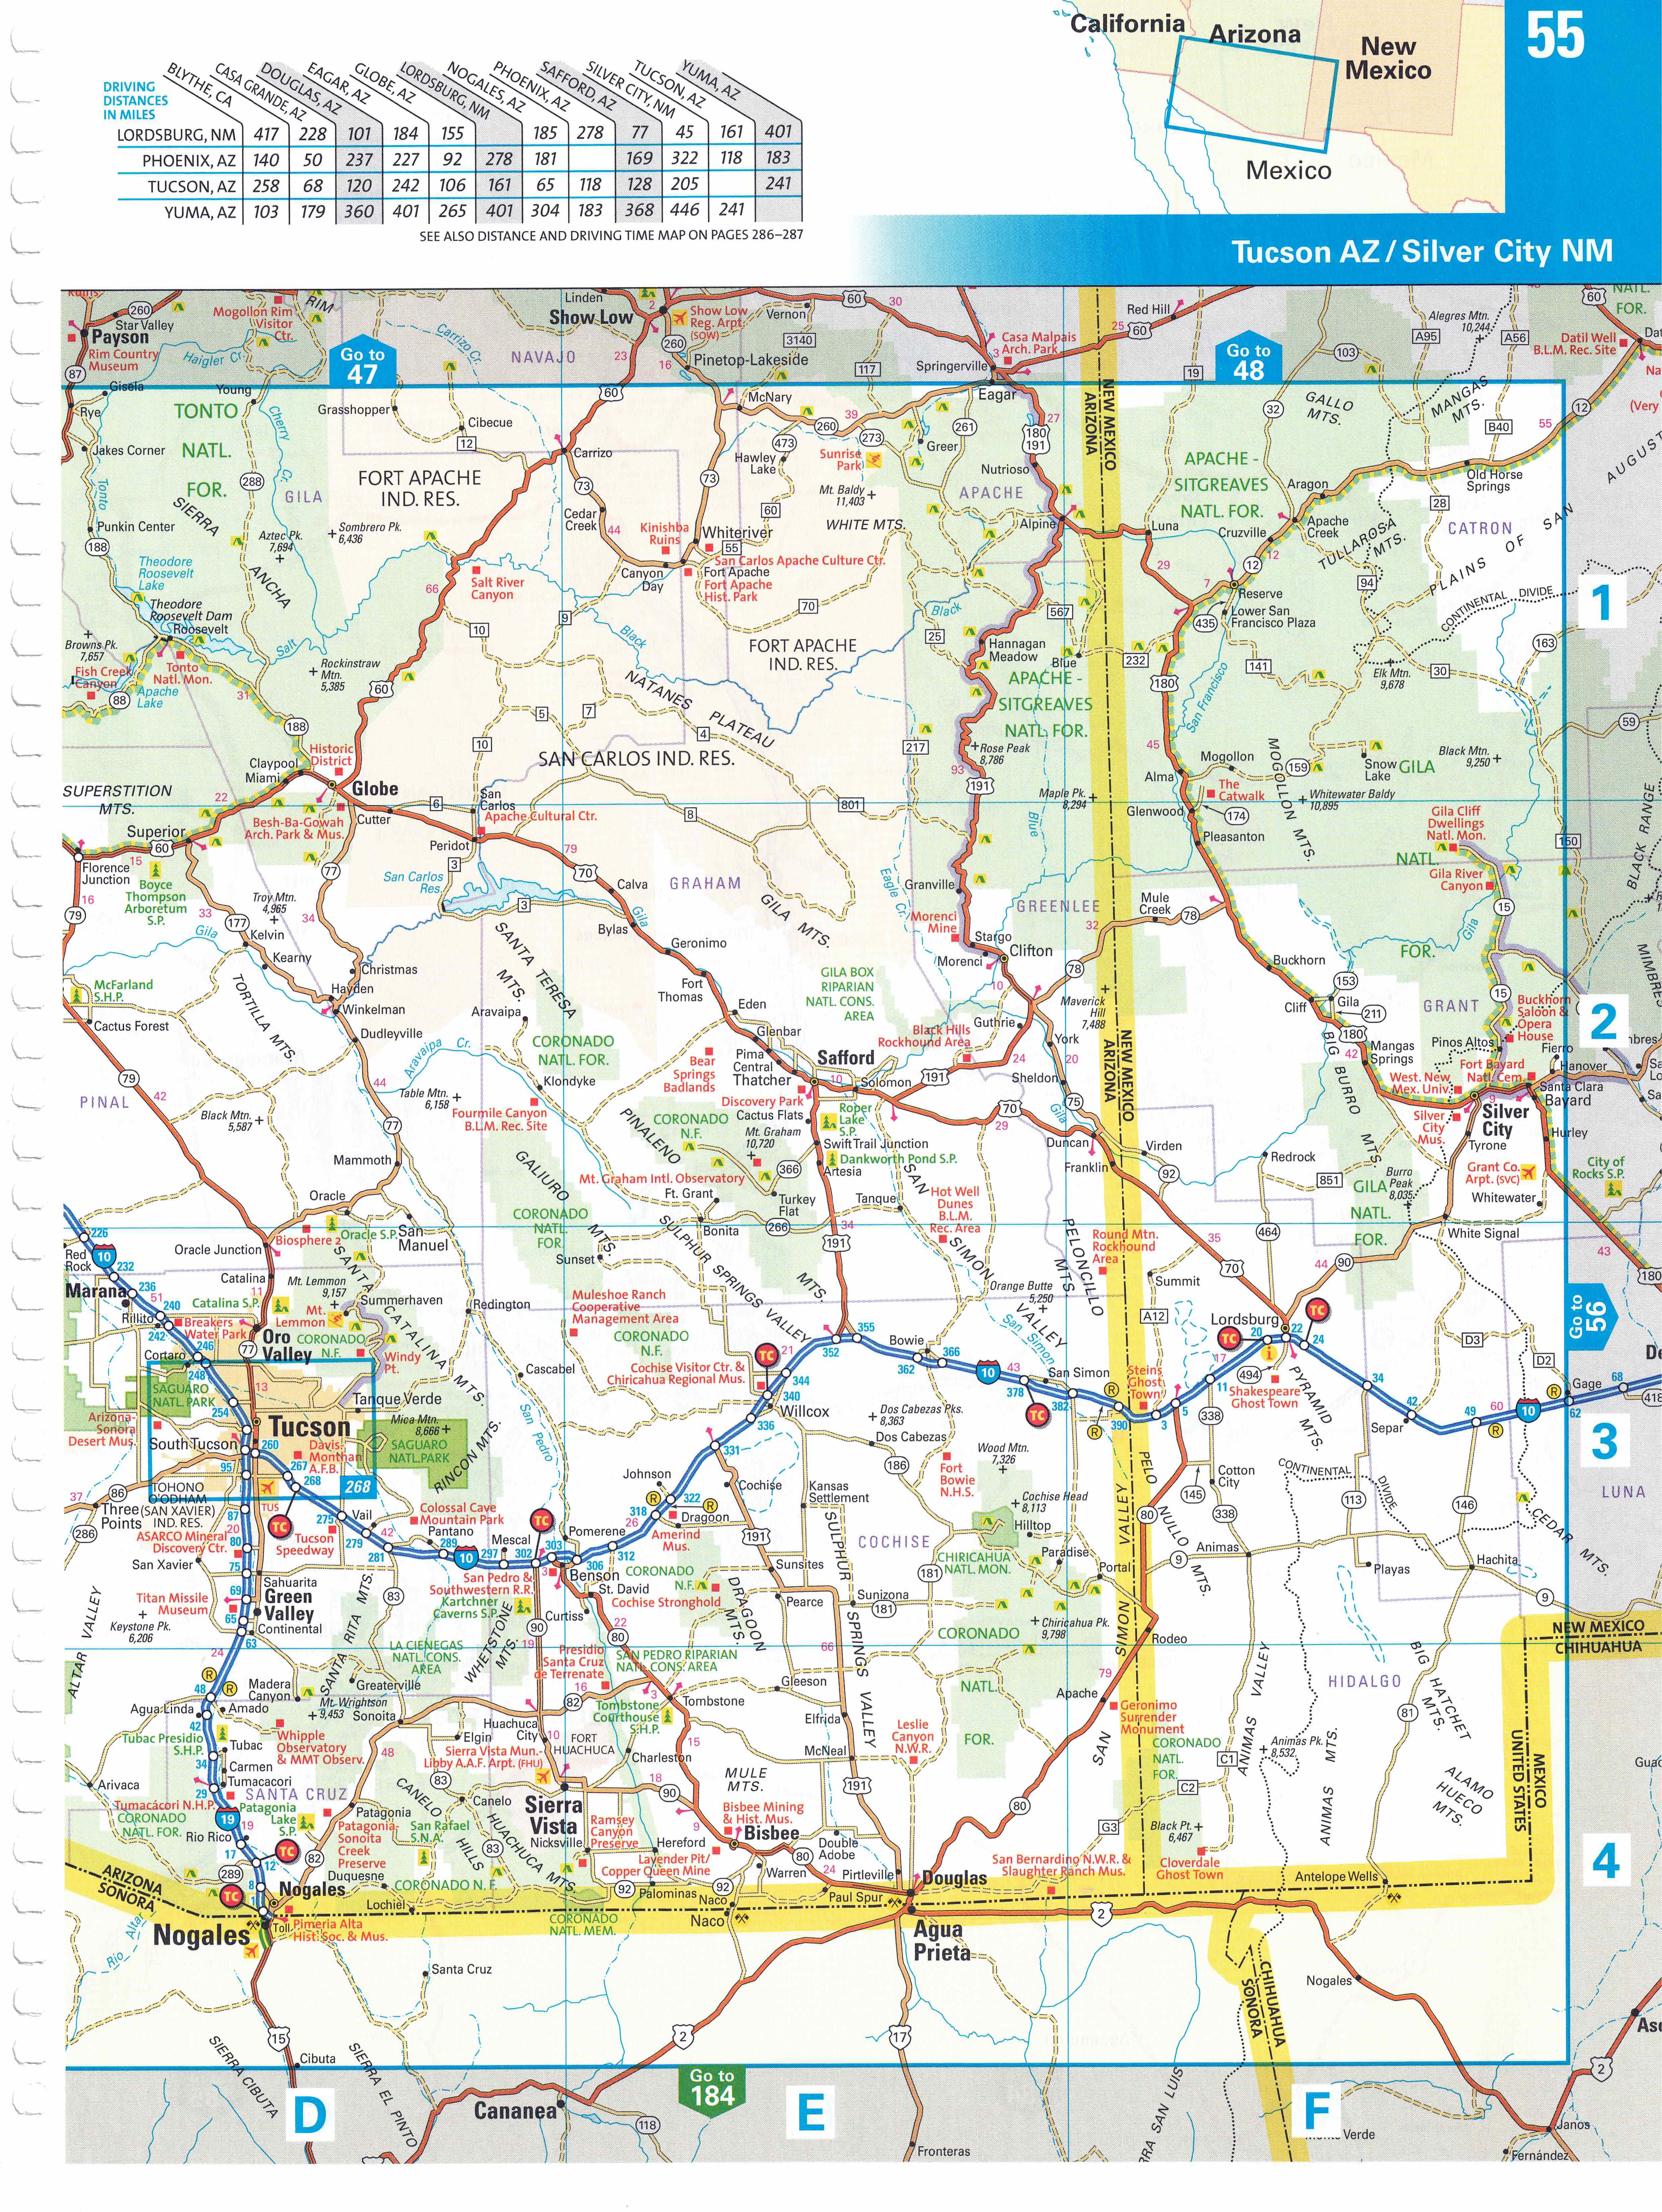 55
California
Arizona
New
Mexico
Mexico
Tucson AZ / Silver City NM
DRIVING
DISTANCES
IN MILES
BLYTHE, CA
CASA GRANDE, AZ
DOUGLAS, AZ
EAGAR, AZ
GLOBE, AZ
LORDSBURG, NM
NOGALES, AZ
PHOENIX, AZ
SAFFORD, AZ
SILVER CITY, NM
TUCSON, AZ
YUMA, AZ
LORDSBURG, NM 417 228 101 184 155 185 278 77 45 161 401
PHOENIX, AZ 140 50 237 227 92 278 181 169 322 118 183
TUCSON, AZ 258 68 120 242 106 161 65 118 128 205 241
YUMA, AZ 103 179 360 401 265 401 304 183 368 446 241
SEE ALSO DISTANCE AND DRIVING TIME MAP ON PAGES 286–287
Star Valley
Payson
Rim Country
Museum
Mogollon Rim
Visitor
Ctr.
RIM
Haigler Cr.
Go to
47
Carrizo Cr.
NAVAJO
Linden
Show Low
Show Low
Reg. Arpt.
(SOW)
Vernon
Pinetop-Lakeside
Springerville
Casa Malpais
Arch. Park
Red Hill
Go to
48
Alegres Mtn.
10,244
Datil Well
B.L.M. Rec. Site
Gisela
Rye
Young
TONTO
NATL.
FOR.
Jakes Corner
Cherry
Cr.
Grasshopper
Cibecue
Carrizo
McNary
Eagar
Greer
Hawley
Lake
Sunrise
Park
Nutrioso
NEW MEXICO
ARIZONA
GALLO
MTS.
MANGAS
MTS.
Old Horse
Springs
Aragon
APACHE -
SITGREAVES
NATL. FOR.
FORT APACHE
IND. RES.
GILA
SIERRA
ANCHA
Punkin Center
Tonto
Aztec Pk.
7,694
Sombrero Pk.
6,436
Cedar
Creek
Kinishba
Ruins
Whiteriver
Mt. Baldy
11,403
WHITE MTS.
APACHE
Alpine
Luna
Cruzville
Apache
Creek
TULLAROSA
MTS.
CATRON
PLAINS OF SAN
Theodore
Roosevelt
Lake
Theodore
Roosevelt Dam
Roosevelt
Salt River
Canyon
Canyon
Day
San Carlos Apache Culture Ctr.
Fort Apache
Fort Apache
Hist. Park
Reserve
Lower San
Francisco Plaza
CONTINENTAL DIVIDE
1
Browns Pk.
7,657
Fish Creek
Canyon
Apache
Lake
Tonto
Natl. Mon.
Salt
Rockinstraw
Mtn.
5,385
Black
FORT APACHE
IND. RES.
Black
Hannagan
Meadow
Blue
APACHE -
SITGREAVES
NATL. FOR.
San Francisco
Elk Mtn.
9,678
NATANES
PLATEAU
SAN CARLOS IND. RES.
Rose Peak
8,786
Historic
District
Claypool
Miami
Globe
SUPERSTITION
MTS.
Superior
Besh-Ba-Gowah
Arch. Park & Mus.
Cutter
San
Carlos
Apache Cultural Ctr.
Peridot
Maple Pk.
8,294
Mogollon
Alma
The
Catwalk
Glenwood
Pleasanton
MOGOLLON MTS.
Snow
Lake
GILA
Black Mtn.
9,250
Whitewater Baldy
10,895
Gila Cliff
Dwellings
Natl. Mon.
NATL.
Gila River
Canyon
BLACK RANGE
Florence
Junction
Boyce
Thompson
Arboretum
S.P.
Troy Mtn.
4,965
San Carlos
Res.
Calva
GRAHAM
Blue
Eagle Cr.
Granville
GREENLEE
Mule
Creek
Gila
Kelvin
Kearny
Christmas
Bylas
Gila
Geronimo
GILA
MTS.
Morenci
Mine
Stargo
Clifton
Morenci
Buckhorn
FOR.
Gila
McFarland
S.H.P.
Cactus Forest
Hayden
Winkelman
TORTILLA MTS.
Dudleyville
Aravaipa Cr.
SANTA TERESA
MTS.
Aravaipa
Fort
Thomas
Eden
GILA BOX
RIPARIAN
NATL. CONS.
AREA
Guthrie
Maverick
Hill
7,488
Cliff
Gila
GRANT
Buckhorn
Saloon &
Opera
House
2
CORONADO
NATL. FOR.
Klondyke
Bear
Springs
Badlands
Glenbar
Pima
Central
Thatcher
Safford
Black Hills
Rockhound Area
Solomon
York
Sheldon
BIG
BURRO
MTS.
Mangas
Springs
Pinos Altos
Fierro
Hanover
Fort Bayard
Natl. Cem.
West. New
Mex. Univ.
Santa Clara
Bayard
PINAL
Black Mtn.
5,587
Table Mtn.
6,158
Fourmile Canyon
B.L.M. Rec. Site
Discovery Park
Cactus Flats
CORONADO
N.F.
Mt. Graham
10,720
Roper
Lake
S.P.
Swift Trail Junction
Dankworth Pond S.P.
Artesia
Mt. Graham Intl. Observatory
PINALENO
MTS.
Gila
Duncan
Franklin
Virden
Redrock
Silver
City
Mus.
Silver
City
Tyrone
Hurley
Burro
Peak
8,035
Grant Co.
Arpt. (SVC)
City of
Rocks S.P.
Mammoth
GALIURO
MTS.
CORONADO
NATL.
FOR.
Ft. Grant
Bonita
Turkey
Flat
Tanque
Hot Well
Dunes
B.L.M.
Rec. Area
SAN
SIMON
VALLEY
GILA
NATL.
FOR.
Whitewater
White Signal
Oracle
San
Manuel
Red
Rock
Oracle Junction
Biosphere 2
Oracle S.P.
SANTA
CATALINA
MTS.
Sunset
SULPHUR SPRINGS VALLEY
PELONCILLO
MTS.
Round Mtn.
Rockhound
Area
Catalina
Mt. Lemmon
9,157
Summerhaven
Marana
Rillito
Catalina S.P.
Breakers
Water Park
Mt.
Lemmon
Oro
Valley
CORONADO
N.F.
Windy
Pt.
Redington
Muleshoe Ranch
Cooperative
Management Area
CORONADO
N.F.
Orange Butte
5,250
San Simon
Summit
Lordsburg
Go to
56
Cortaro
SAGUARO
NATL. PARK
Tanque Verde
Cascabel
Cochise Visitor Ctr. &
Chiricahua Regional Mus.
Bowie
San Simon
Steins
Ghost
Town
Shakespeare
Ghost Town
PYRAMID
MTS.
Separ
Gage
Arizona-
Sonora
Desert Mus.
Tucson
South Tucson
Davis-
Monthan
A.F.B.
Mica Mtn.
8,666
SAGUARO
NATL. PARK
RINCON MTS.
268
San Pedro
Willcox
Dos Cabezas Pks.
8,363
Dos Cabezas
Wood Mtn.
7,326
Fort
Bowie
N.H.S.
Cotton
City
CONTINENTAL
DIVIDE
3
TOHONO
O'ODHAM
(SAN XAVIER)
IND. RES.
Three
Points
TUS
Tucson
Speedway
Vail
Colossal Cave
Mountain Park
Pantano
Mescal
Pomerene
Johnson
Dragoon
Amerind
Mus.
Cochise
Kansas
Settlement
Cochise Head
8,113
Hilltop
PELONCILLO MTS.
LUNA
CEDAR
MTS.
ASARCO Mineral
Discovery Ctr.
San Xavier
Sahuarita
Green
Valley
Continental
Titan Missile
Museum
Keystone Pk.
6,206
ALTAR VALLEY
San Pedro &
Southwestern R.R.
Kartchner
Caverns S.P.
Benson
St. David
Curtiss
CORONADO
N.F.
Cochise Stronghold
DRAGOON
MTS.
Sunsites
Pearce
SULPHUR
SPRINGS
VALLEY
COCHISE
CHIRICAHUA
NATL. MON.
Paradise
Portal
Sunizona
Chiricahua Pk.
9,798
CORONADO
NATL.
FOR.
Animas
Playas
Hachita
Rodeo
SAN SIMON VALLEY
SANTA RITA MTS.
LA CIENEGAS
NATL. CONS.
AREA
WHETSTONE
MTS.
Presidio
Santa Cruz
de Terrenate
SAN PEDRO RIPARIAN
NATL. CONS. AREA
NEW MEXICO
CHIHUAHUA
Madera
Canyon
Greaterville
Mt. Wrightson
9,453
Sonoita
Agua Linda
Amado
Whipple
Observatory
& MMT Observ.
Tubac Presidio
S.H.P.
Tubac
Carmen
Tumacacori
Elgin
Huachuca
City
FORT
HUACHUCA
Sierra Vista Mun.-
Libby A.A.F. Arpt. (FHU)
Tombstone
Courthouse
S.H.P.
Tombstone
Charleston
Gleeson
Elfrida
McNeal
Leslie
Canyon
N.W.R.
Apache
Geronimo
Surrender
Monument
CORONADO
NATL.
FOR.
ANIMAS VALLEY
Animas Pk.
8,532
ANIMAS MTS.
HIDALGO
BIG
HATCHET
MTS.
ALAMO
HUECO
MTS.
MEXICO
UNITED STATES
Arivaca
SANTA CRUZ
Tumacácori N.H.P.
CORONADO
NATL. FOR.
Patagonia
Lake
S.P.
Patagonia
Patagonia-
Sonoita
Creek
Preserve
Rio Rico
CANELO
HILLS
Canelo
San Rafael
S.N.A.
HUACHUCA MTS.
Sierra
Vista
Nicksville
Ramsey
Canyon
Preserve
MULE
MTS.
Bisbee Mining
& Hist. Mus.
Bisbee
Hereford
Lavender Pit/
Copper Queen Mine
Warren
Double
Adobe
Pirtleville
Douglas
Paul Spur
San Bernardino N.W.R. &
Slaughter Ranch Mus.
Black Pt.
6,467
Cloverdale
Ghost Town
Antelope Wells
4
ARIZONA
SONORA
Nogales
Duquesne
Lochiel
CORONADO N. F.
Palominas
Naco
Naco
CORONADO
NATL. MEM.
Nogales
Toll
Pimeria Alta
Hist. Soc. & Mus.
Agua
Prieta
Rio Altar
Santa Cruz
CHIHUAHUA
SONORA
Nogales
SIERRA CIBUTA
Cibuta
SIERRA EL PINTO
Go to
184
Cananea
Fronteras
Janos
Fernández
D
E
F